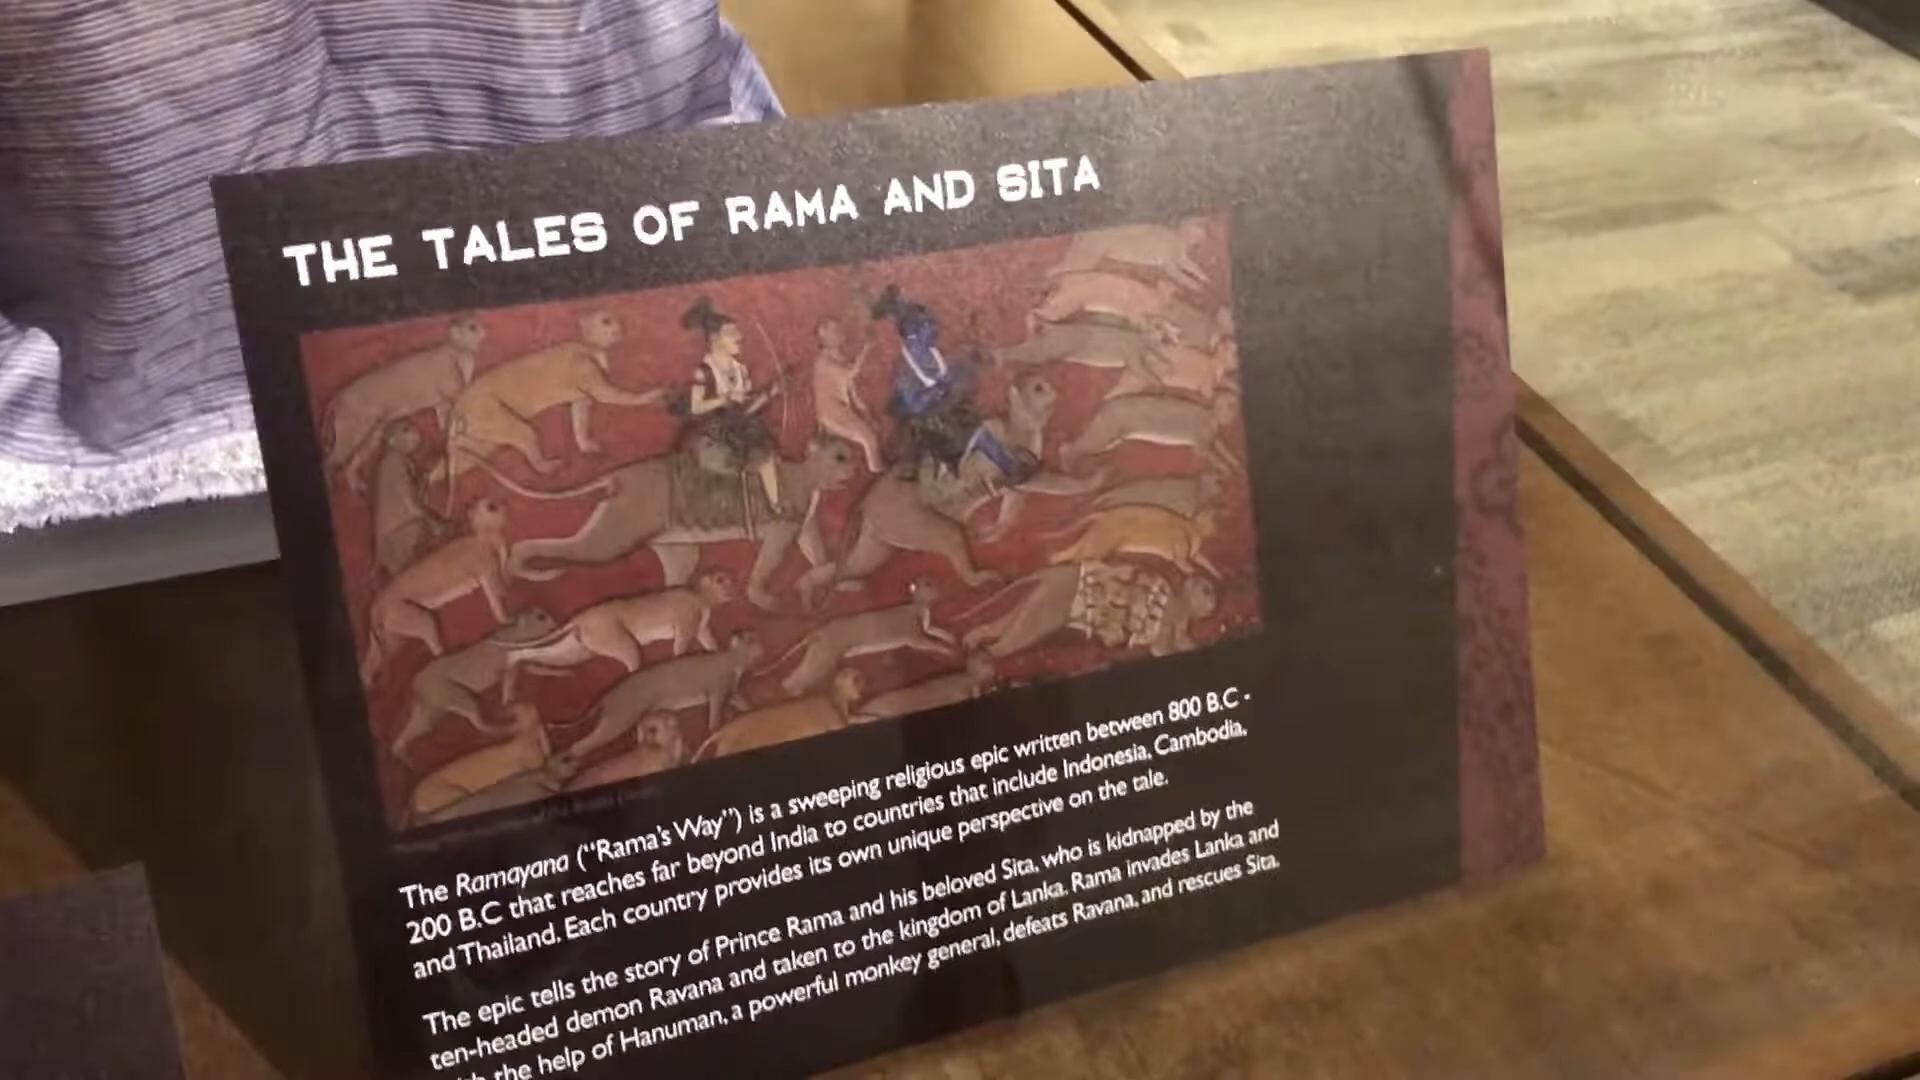 THE TALES OF RAMA AND SITA
The Ramayana (“Rama’s Way”) is a sweeping religious epic written between 800 B.C -
200 B.C that reaches far beyond India to countries that include Indonesia, Cambodia,
and Thailand. Each country provides its own unique perspective on the tale.
The epic tells the story of Prince Rama and his beloved Sita, who is kidnapped by the
ten-headed demon Ravana and taken to the kingdom of Lanka. Rama invades Lanka and
the help of Hanuman, a powerful monkey general, defeats Ravana, and rescues Sita.